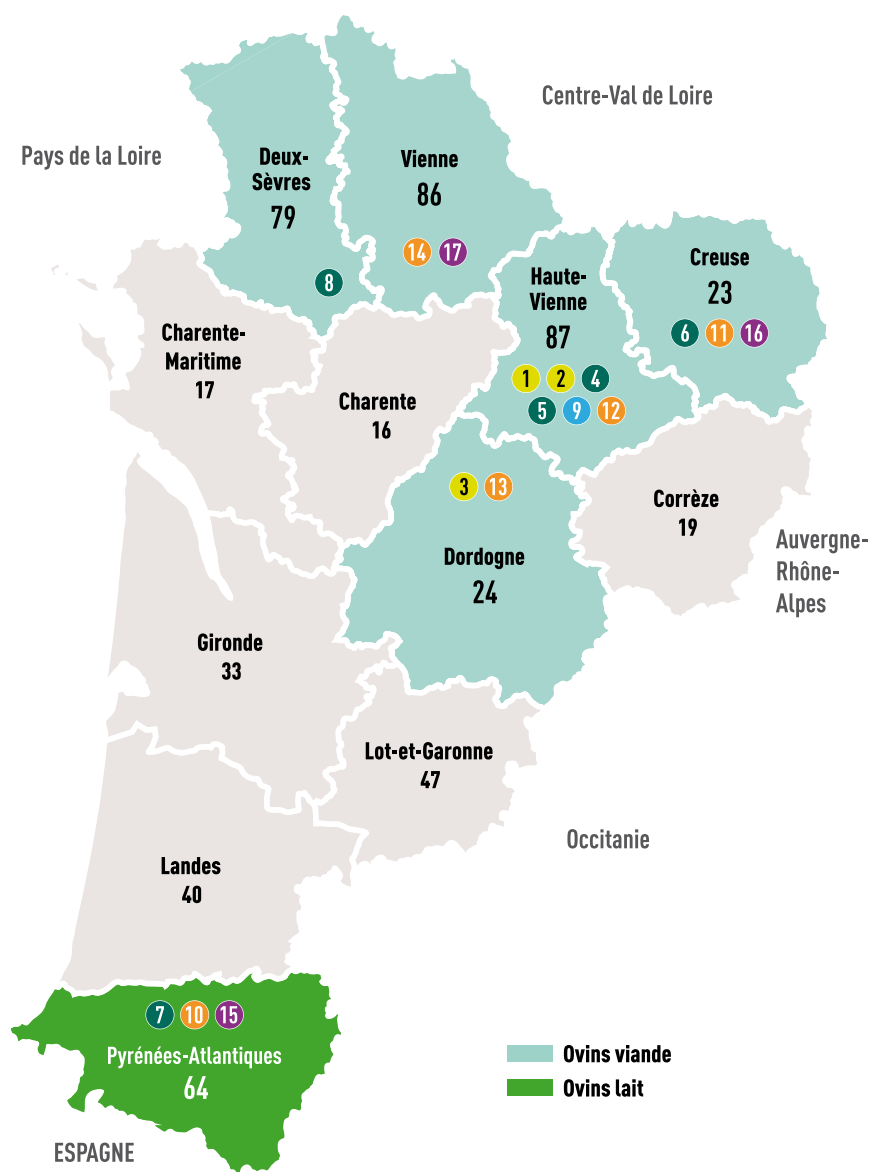 Centre-Val de Loire
Pays de la Loire
Deux-
Sèvres
79
Vienne
86
14 17
8
Haute-
Vienne
87
1 2 4
5 9 12
Creuse
23
6 11 16
Charente-
Maritime
17
Charente
16
3 13
Dordogne
24
Corrèze
19
Auvergne-
Rhône-
Alpes
Gironde
33
Lot-et-Garonne
47
Occitanie
Landes
40
7 10 15
Pyrénées-Atlantiques
64
ESPAGNE
Ovins viande
Ovins lait